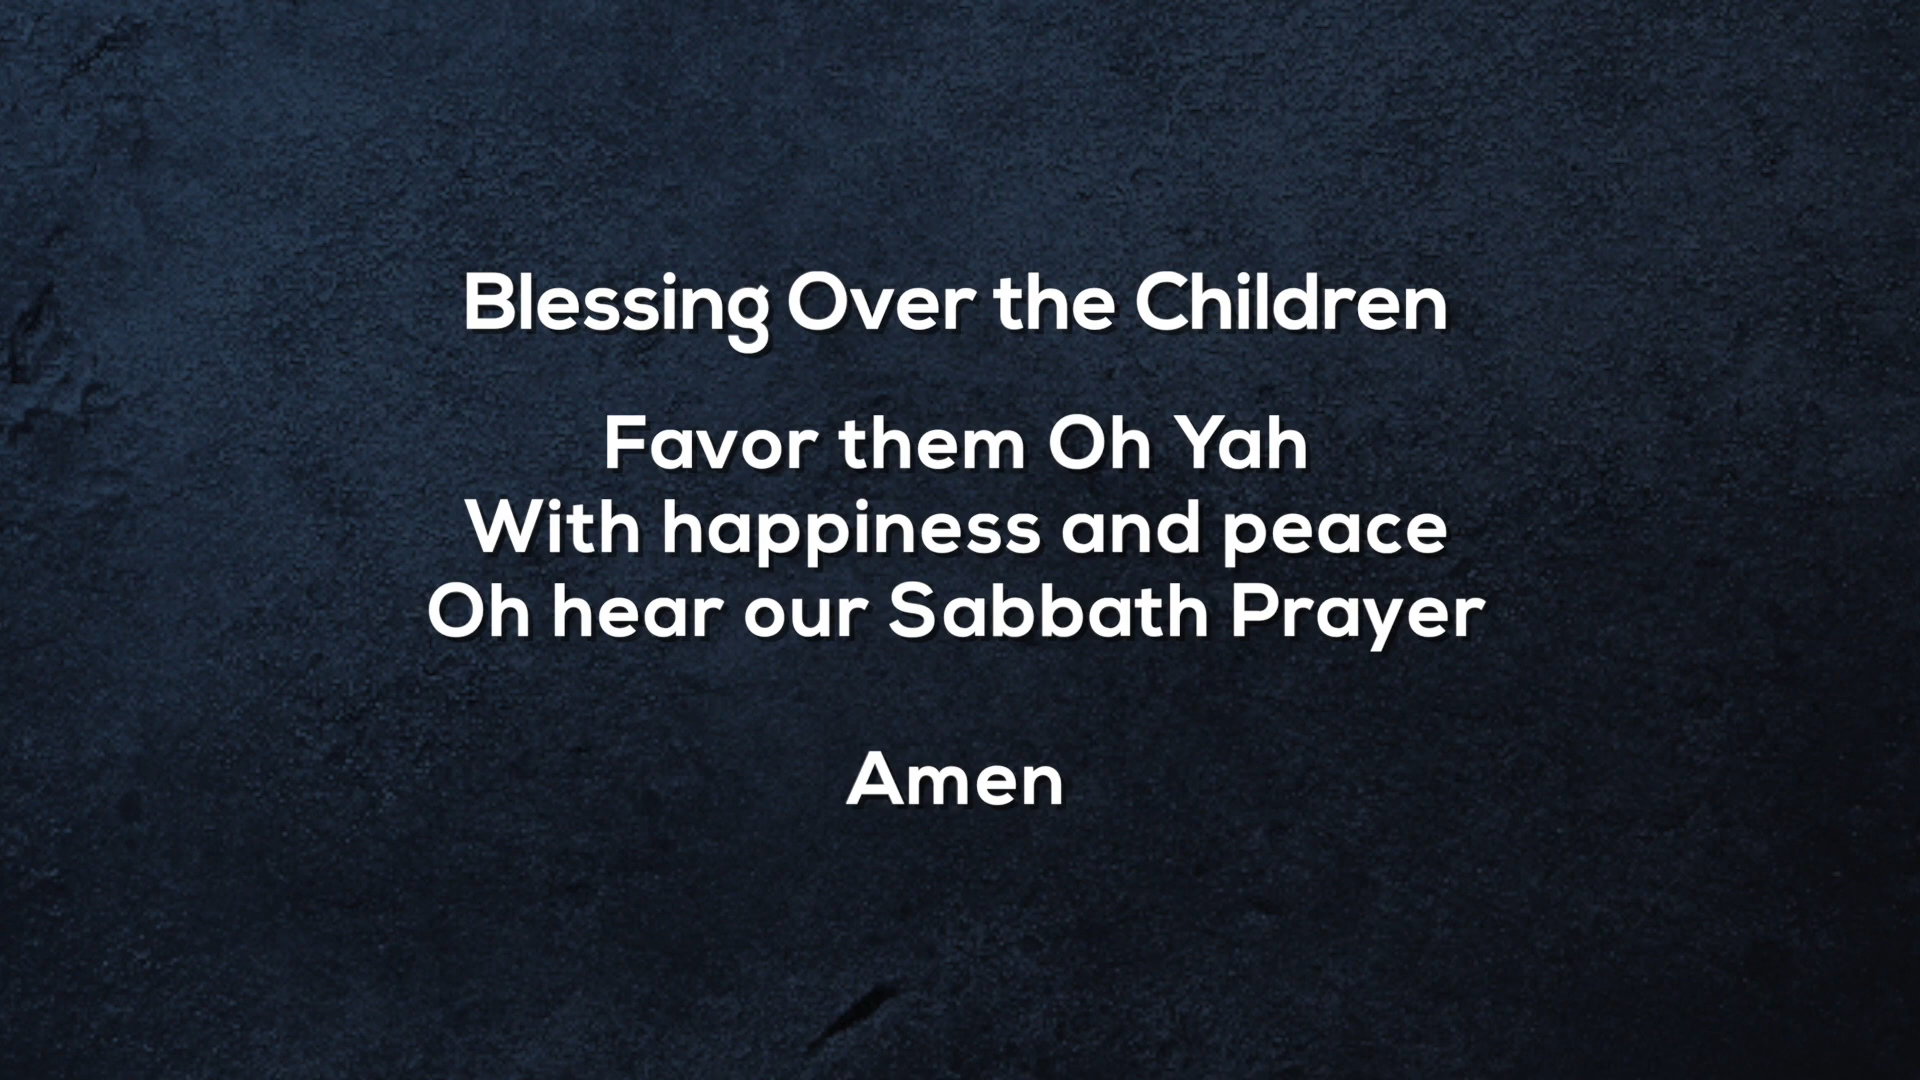 Blessing Over the Children
Favor them Oh Yah
With happiness and peace
Oh hear our Sabbath Prayer
Amen